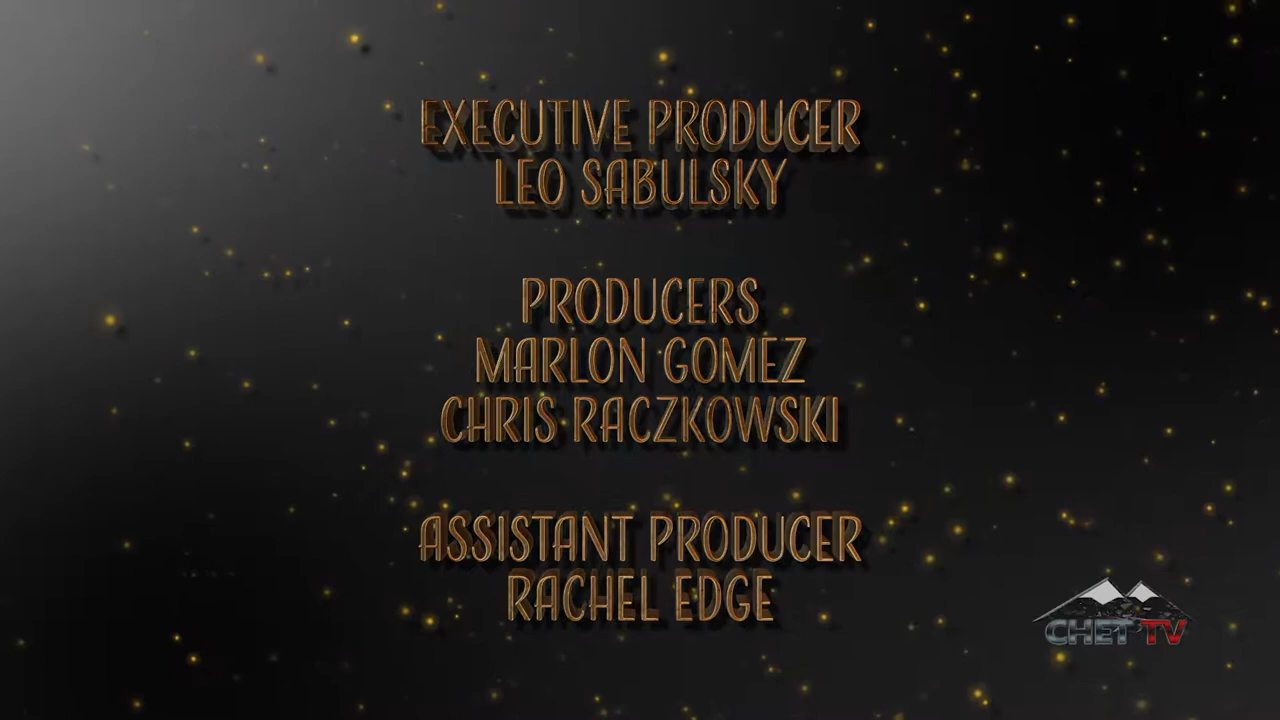 EXECUTIVE PRODUCER
LEO SABULSKY
PRODUCERS
MARLON GOMEZ
CHRIS RACZKOWSKI
ASSISTANT PRODUCER
RACHEL EDGE
CHET TV